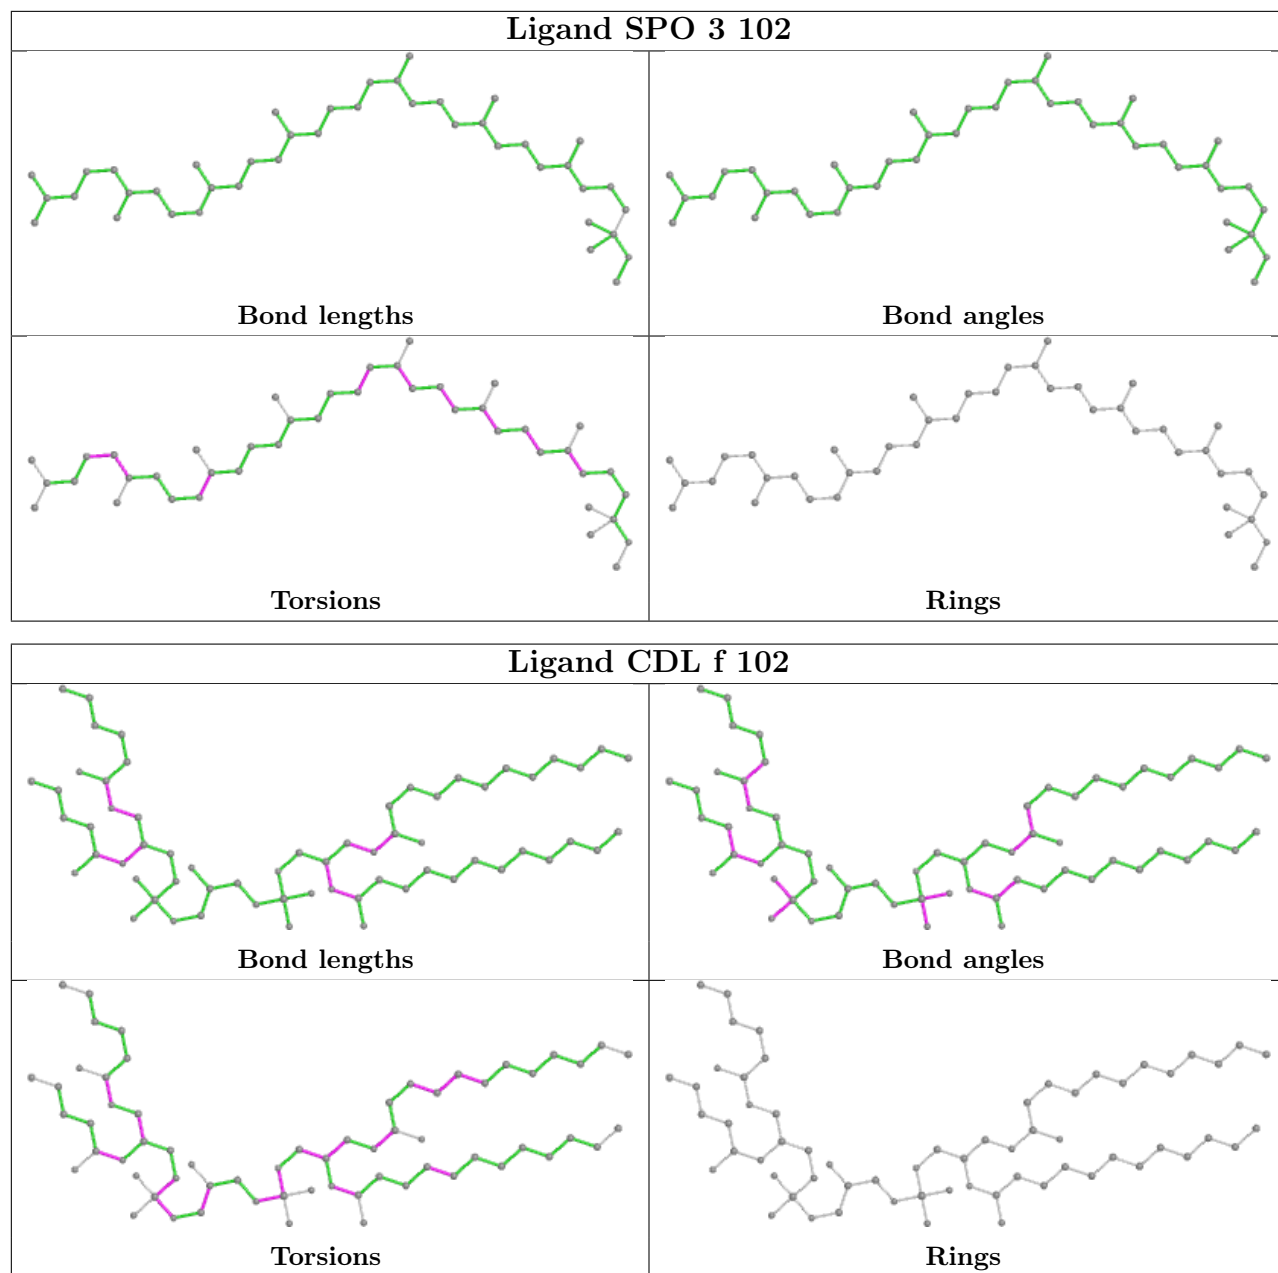 Ligand SPO 3 102
Bond lengths
Bond angles
Torsions
Rings
Ligand CDL f 102
Bond lengths
Bond angles
Torsions
Rings